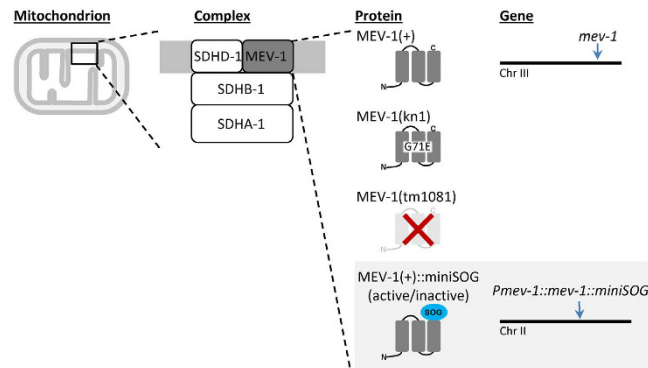 Mitochondrion
Complex
Protein
Gene
SDHD-1
MEV-1
SDHB-1
SDHA-1
MEV-1(+)
C
N
mev-1
Chr III
MEV-1(kn1)
C
G71E
N
MEV-1(tm1081)
C
N
MEV-1(+)::miniSOG
(active/inactive)
SOG
N
Pmev-1::mev-1::miniSOG
Chr II